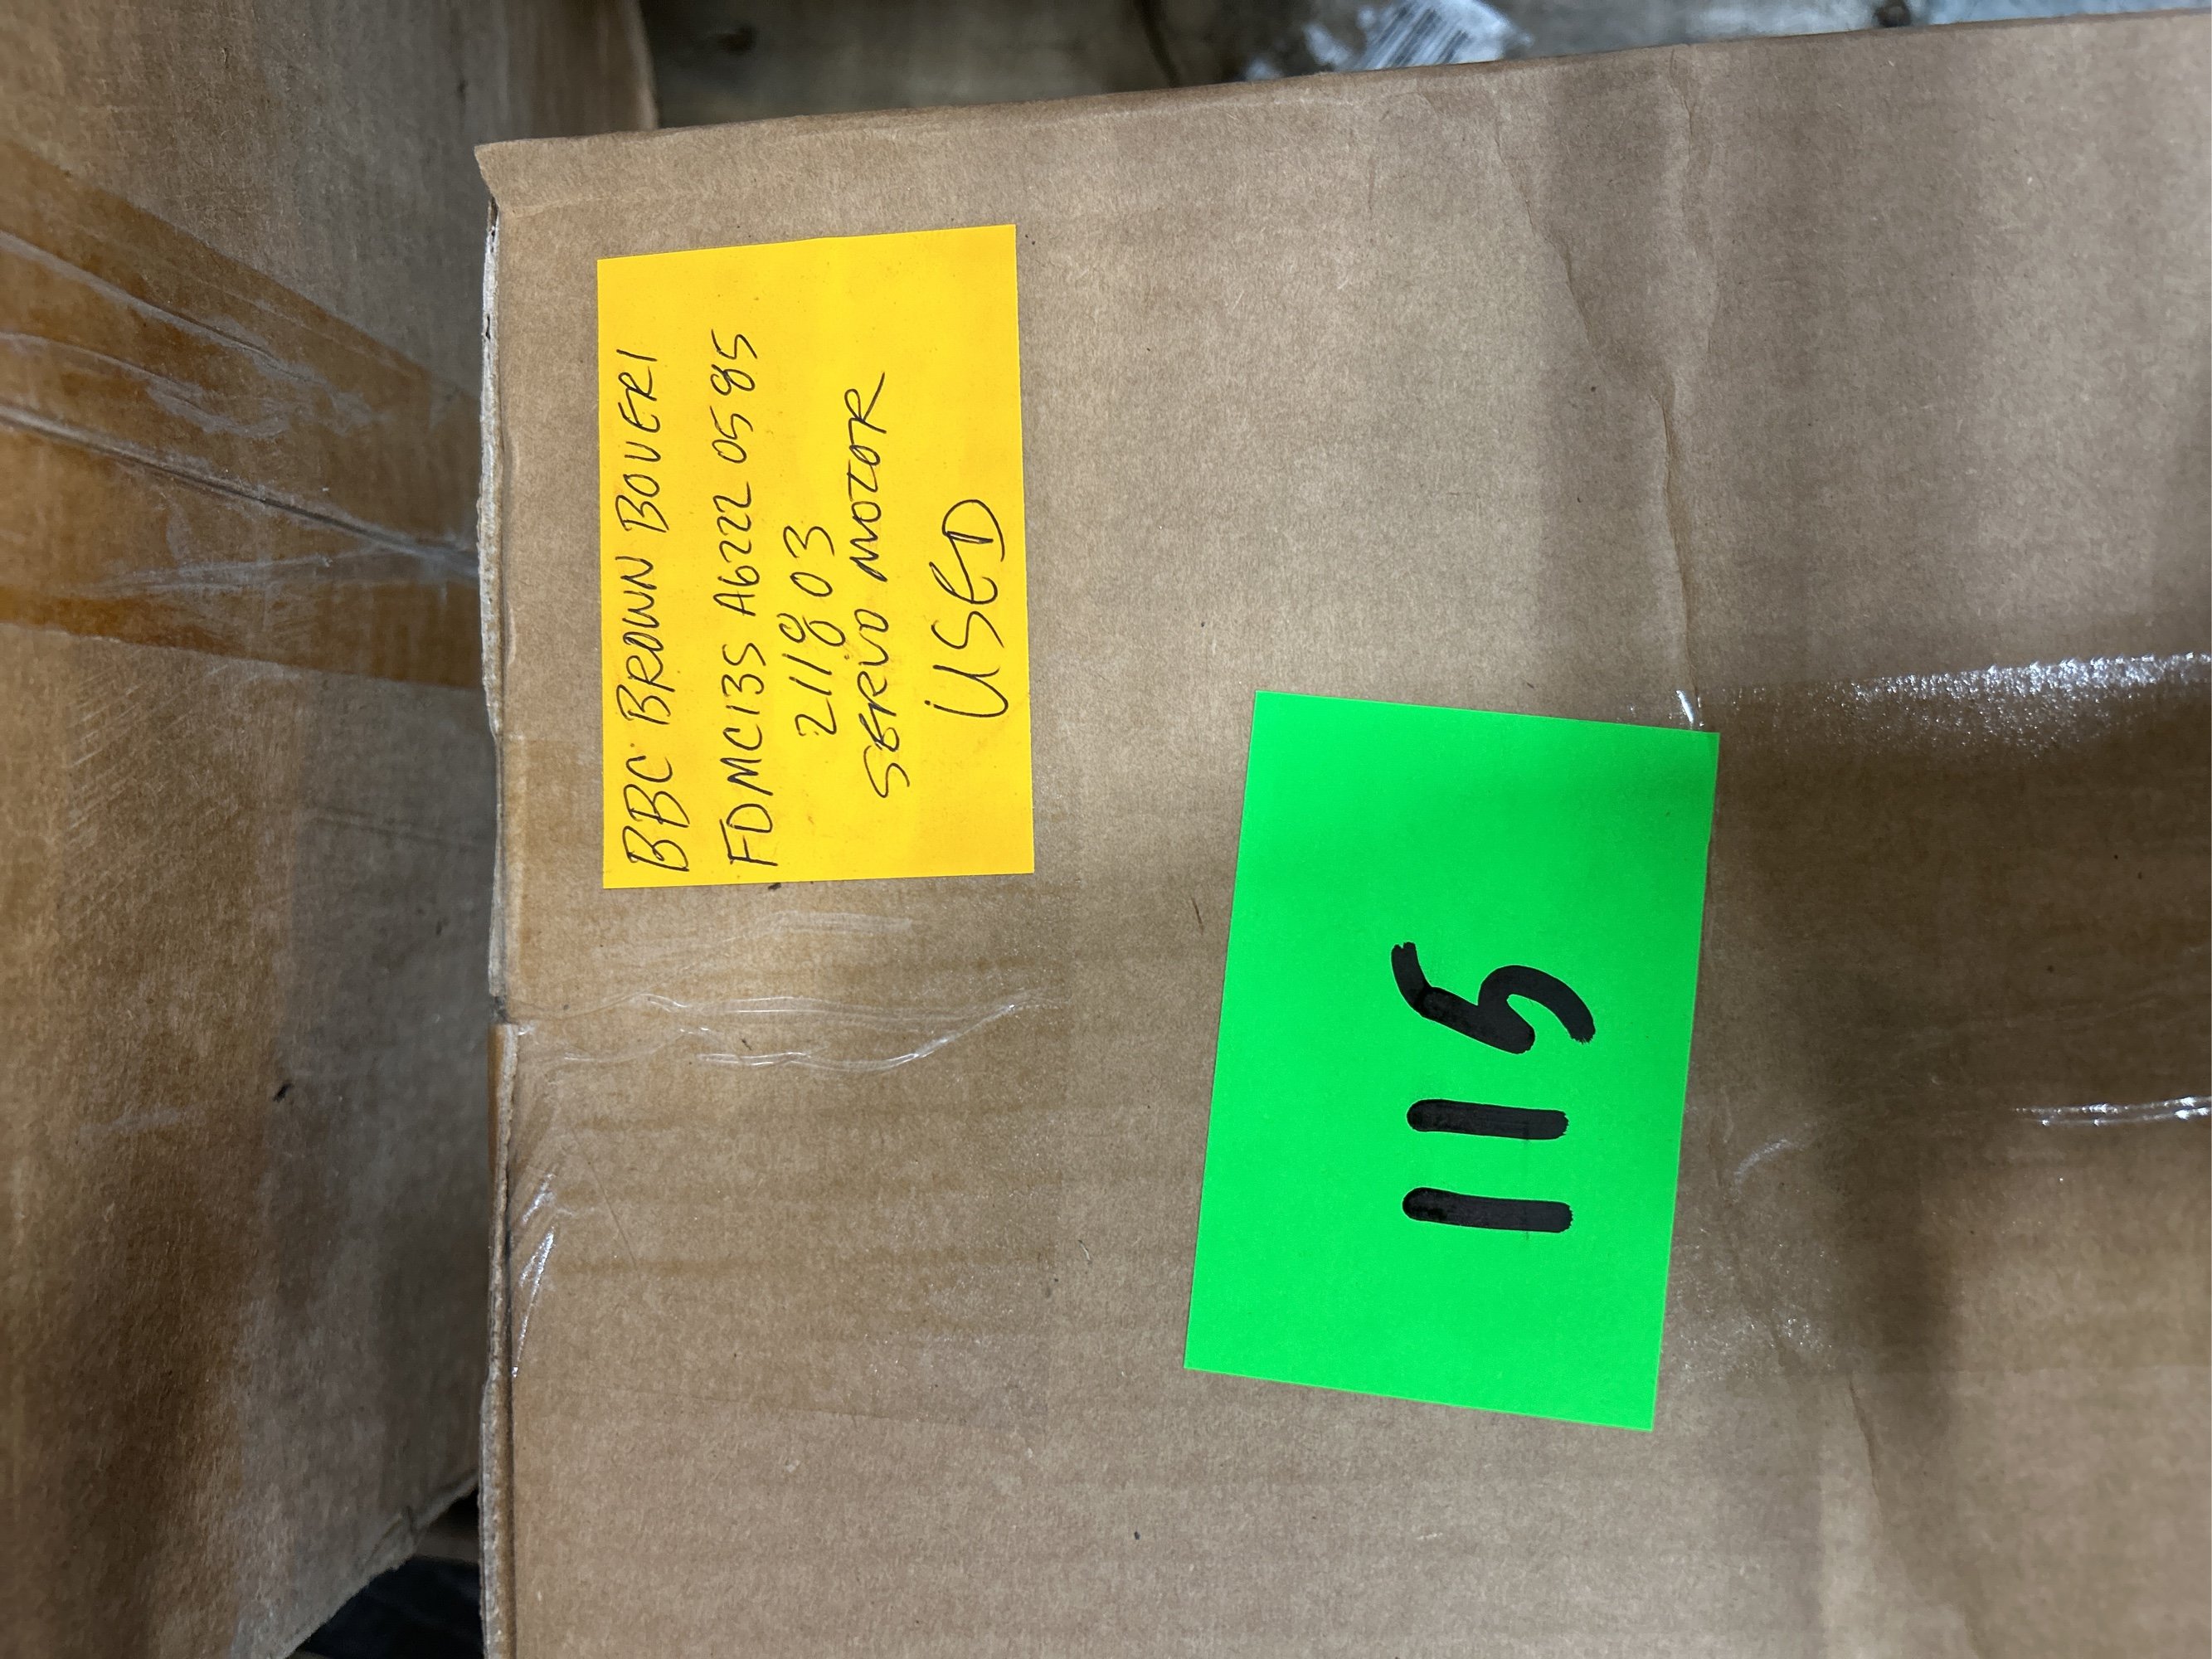 BBC BROWN BOVERI
FDMC13S A6222 0585
211803
SERVO MOTOR
USED
115